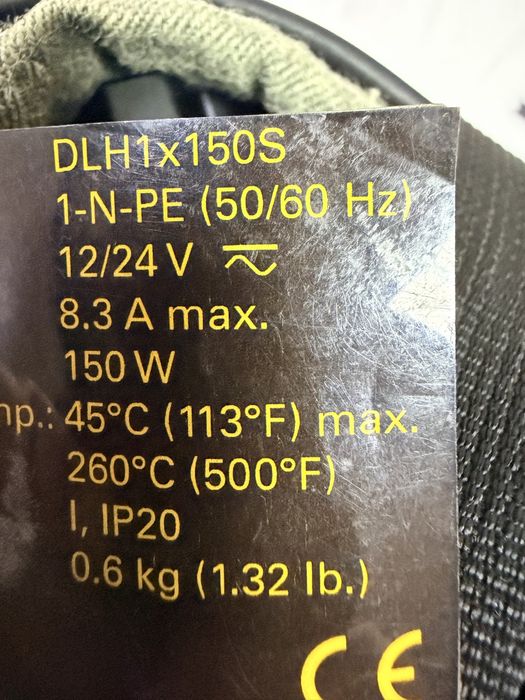 DLH1x150S
1-N-PE (50/60 Hz)
12/24 V ⎓ ~
8.3 A max.
150 W
np.: 45°C (113°F) max.
260°C (500°F)
I, IP20
0.6 kg (1.32 lb.)
CE